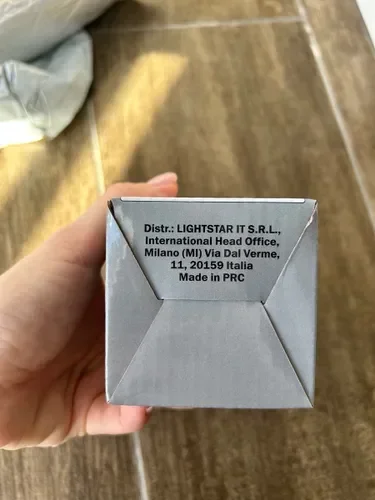 Distr.: LIGHTSTAR IT S.R.L.,
International Head Office,
Milano (MI) Via Dal Verme,
11, 20159 Italia
Made in PRC